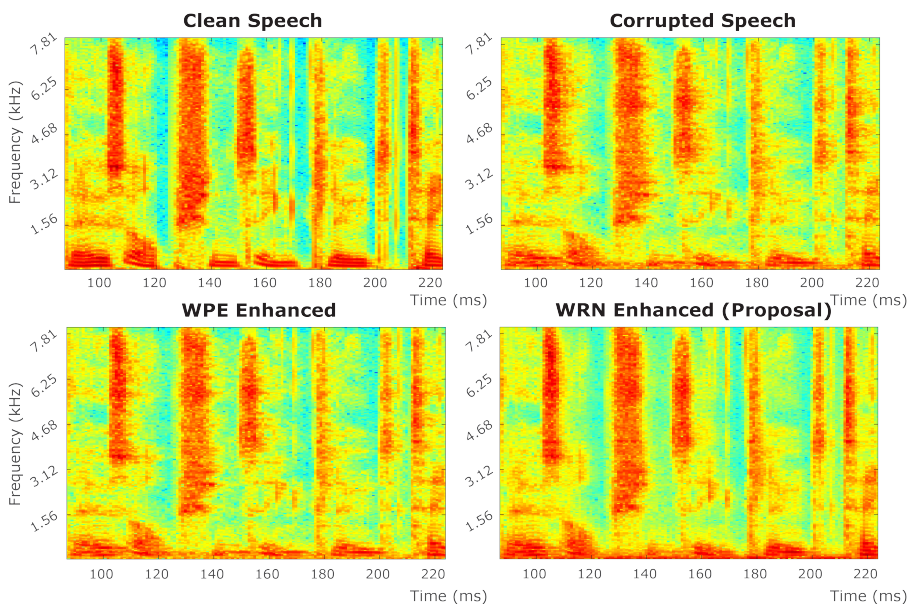 Clean Speech
Frequency (kHz)
7.81
6.25
4.68
3.12
1.56
100 120 140 160 180 200 220
Time (ms)
Corrupted Speech
7.81
6.25
4.68
3.12
1.56
100 120 140 160 180 200 220
Time (ms)
WPE Enhanced
Frequency (kHz)
7.81
6.25
4.68
3.12
1.56
100 120 140 160 180 200 220
Time (ms)
WRN Enhanced (Proposal)
7.81
6.25
4.68
3.12
1.56
100 120 140 160 180 200 220
Time (ms)